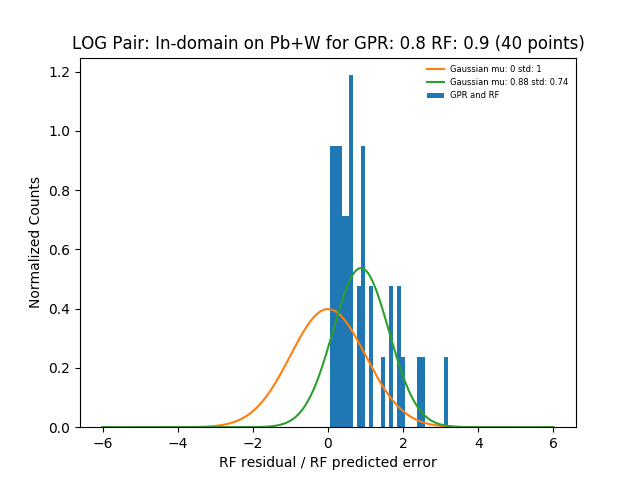 LOG Pair: In-domain on Pb+W for GPR: 0.8 RF: 0.9 (40 points)
Gaussian mu: 0 std: 1
Gaussian mu: 0.88 std: 0.74
GPR and RF
Normalized Counts
1.2
1.0
0.8
0.6
0.4
0.2
0.0
−6 −4 −2 0 2 4 6
RF residual / RF predicted error